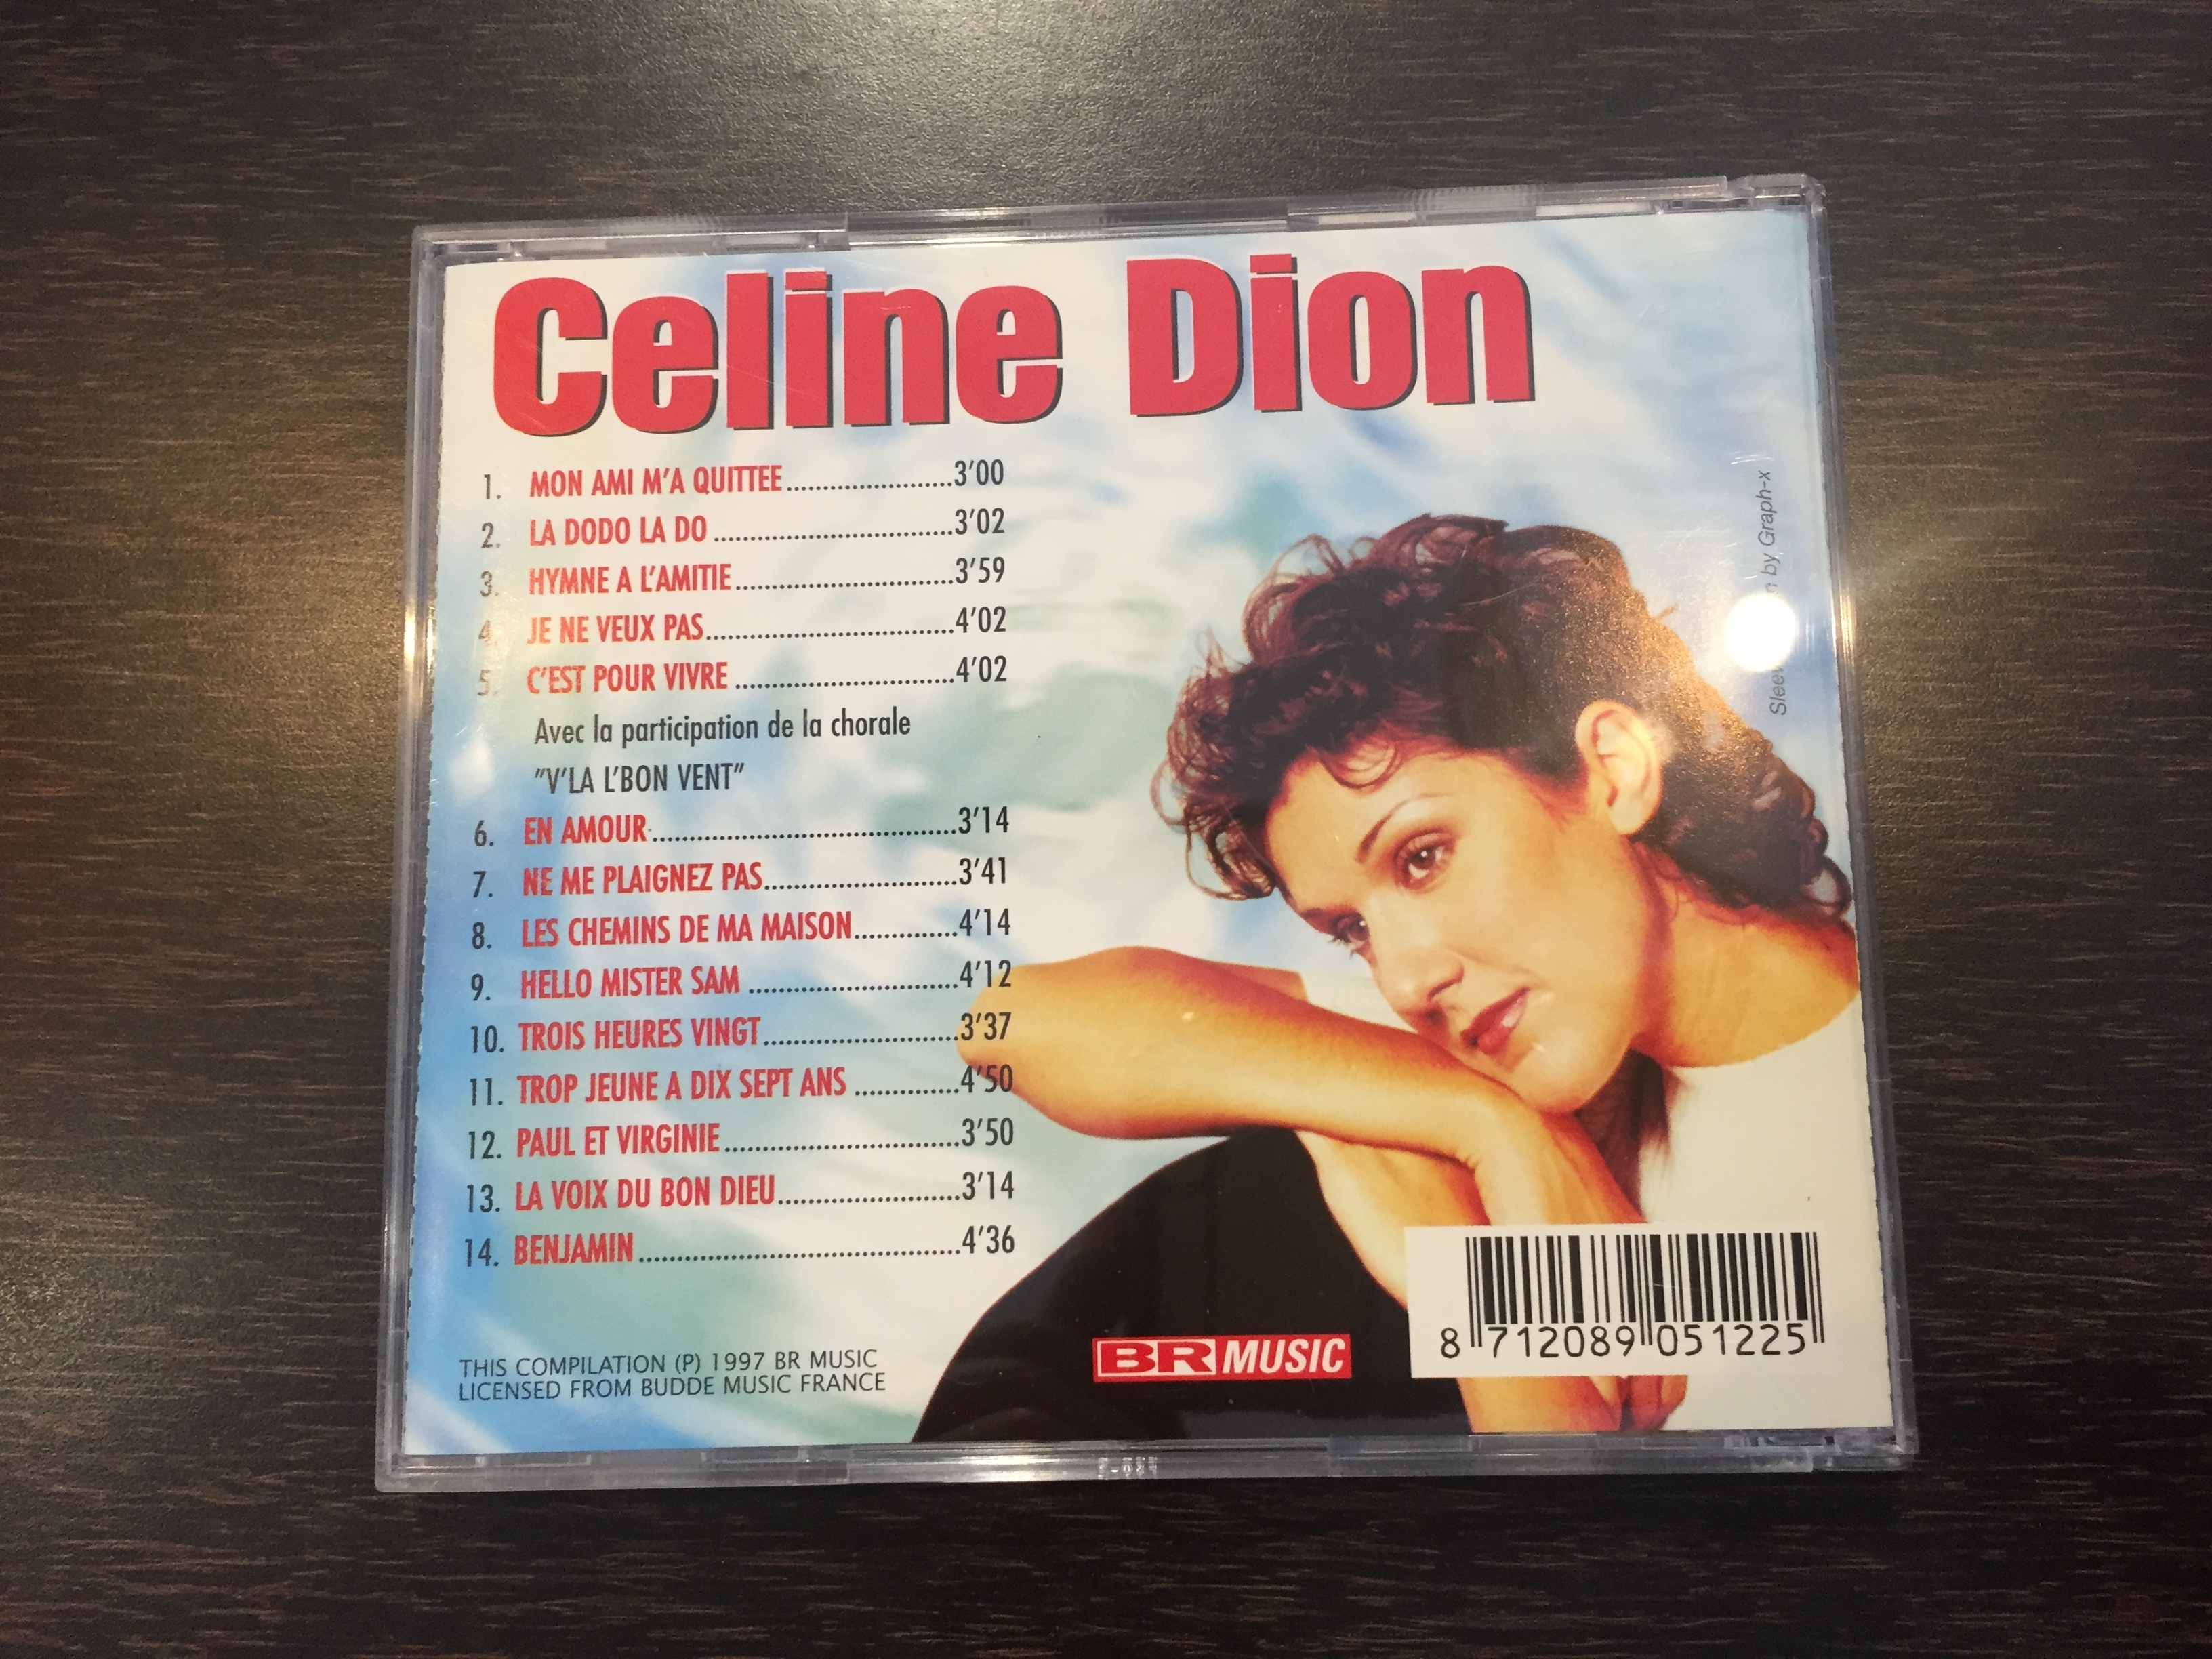 Celine Dion
1. MON AMI M'A QUITTEE......................3'00
2. LA DODO LA DO ................................3'02
3. HYMNE A L'AMITIE.............................3'59
4. JE NE VEUX PAS.................................4'02
5. C'EST POUR VIVRE .............................4'02
Avec la participation de la chorale
"V'LA L'BON VENT"
6. EN AMOUR........................................3'14
7. NE ME PLAIGNEZ PAS.........................3'41
8. LES CHEMINS DE MA MAISON..............4'14
9. HELLO MISTER SAM ............................4'12
10. TROIS HEURES VINGT..........................3'37
11. TROP JEUNE A DIX SEPT ANS ..............4'50
12. PAUL ET VIRGINIE...............................3'50
13. LA VOIX DU BON DIEU........................3'14
14. BENJAMIN..........................................4'36
by Graph-x
THIS COMPILATION (P) 1997 BR MUSIC
LICENSED FROM BUDDE MUSIC FRANCE
BR MUSIC
8 712089 051225